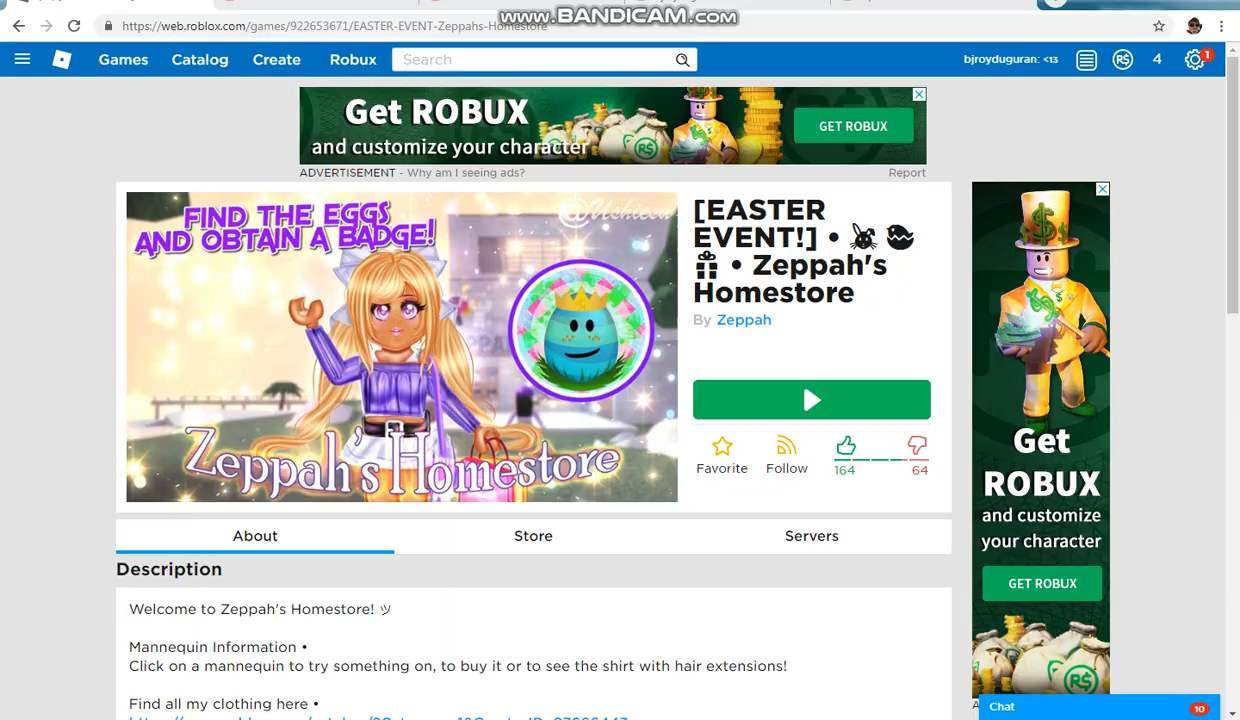 www.BANDICAM.com
https://web.roblox.com/games/922653671/EASTER-EVENT-Zeppahs-Homestore
Games Catalog Create Robux Search bjroyduguran: <13 4 1
Get ROBUX
and customize your character
GET ROBUX
ADVERTISEMENT - Why am I seeing ads? Report
FIND THE EGGS
AND OBTAIN A BADGE!
Zeppah's Homestore
[EASTER
EVENT!] • 🐰 🥚
🎁 • Zeppah's
Homestore
By Zeppah
Favorite Follow 164 64
Get
ROBUX
and customize
your character
GET ROBUX
About Store Servers
Description
Welcome to Zeppah's Homestore! ツ
Mannequin Information •
Click on a mannequin to try something on, to buy it or to see the shirt with hair extensions!
Find all my clothing here •
Chat 10